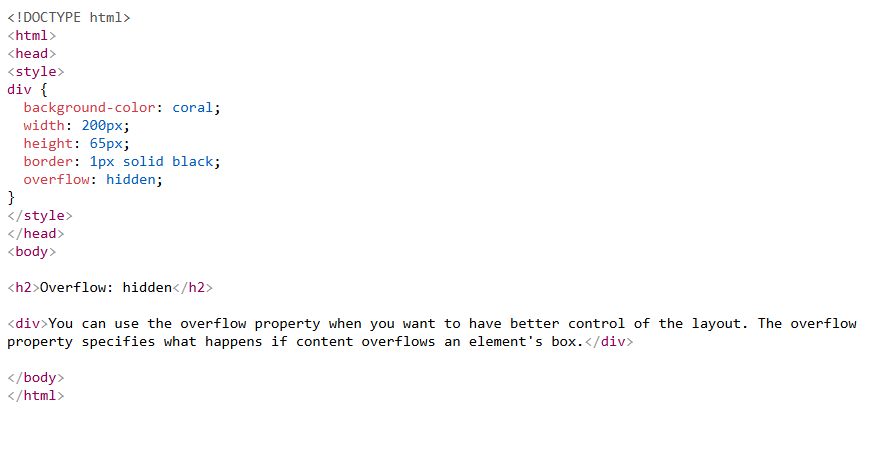 <!DOCTYPE html>
<html>
<head>
<style>
div {
  background-color: coral;
  width: 200px;
  height: 65px;
  border: 1px solid black;
  overflow: hidden;
}
</style>
</head>
<body>

<h2>Overflow: hidden</h2>

<div>You can use the overflow property when you want to have better control of the layout. The overflow
property specifies what happens if content overflows an element's box.</div>

</body>
</html>